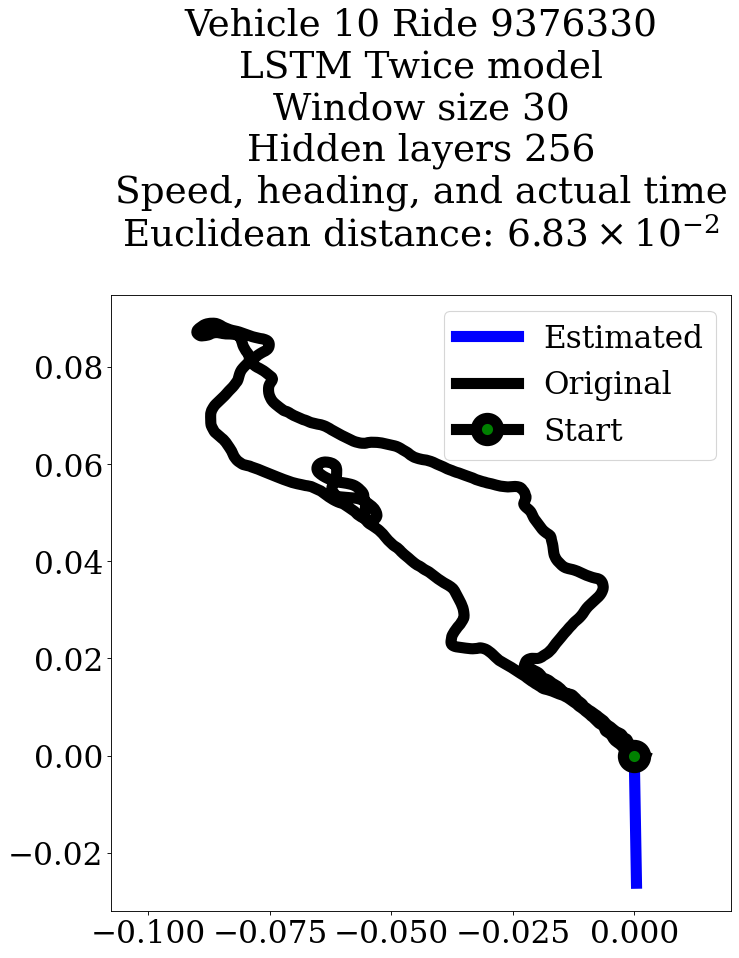 Vehicle 10 Ride 9376330
LSTM Twice model
Window size 30
Hidden layers 256
Speed, heading, and actual time
Euclidean distance: 6.83 × 10⁻²
Estimated
Original
Start
0.08
0.06
0.04
0.02
0.00
−0.02
−0.100 −0.075 −0.050 −0.025 0.000